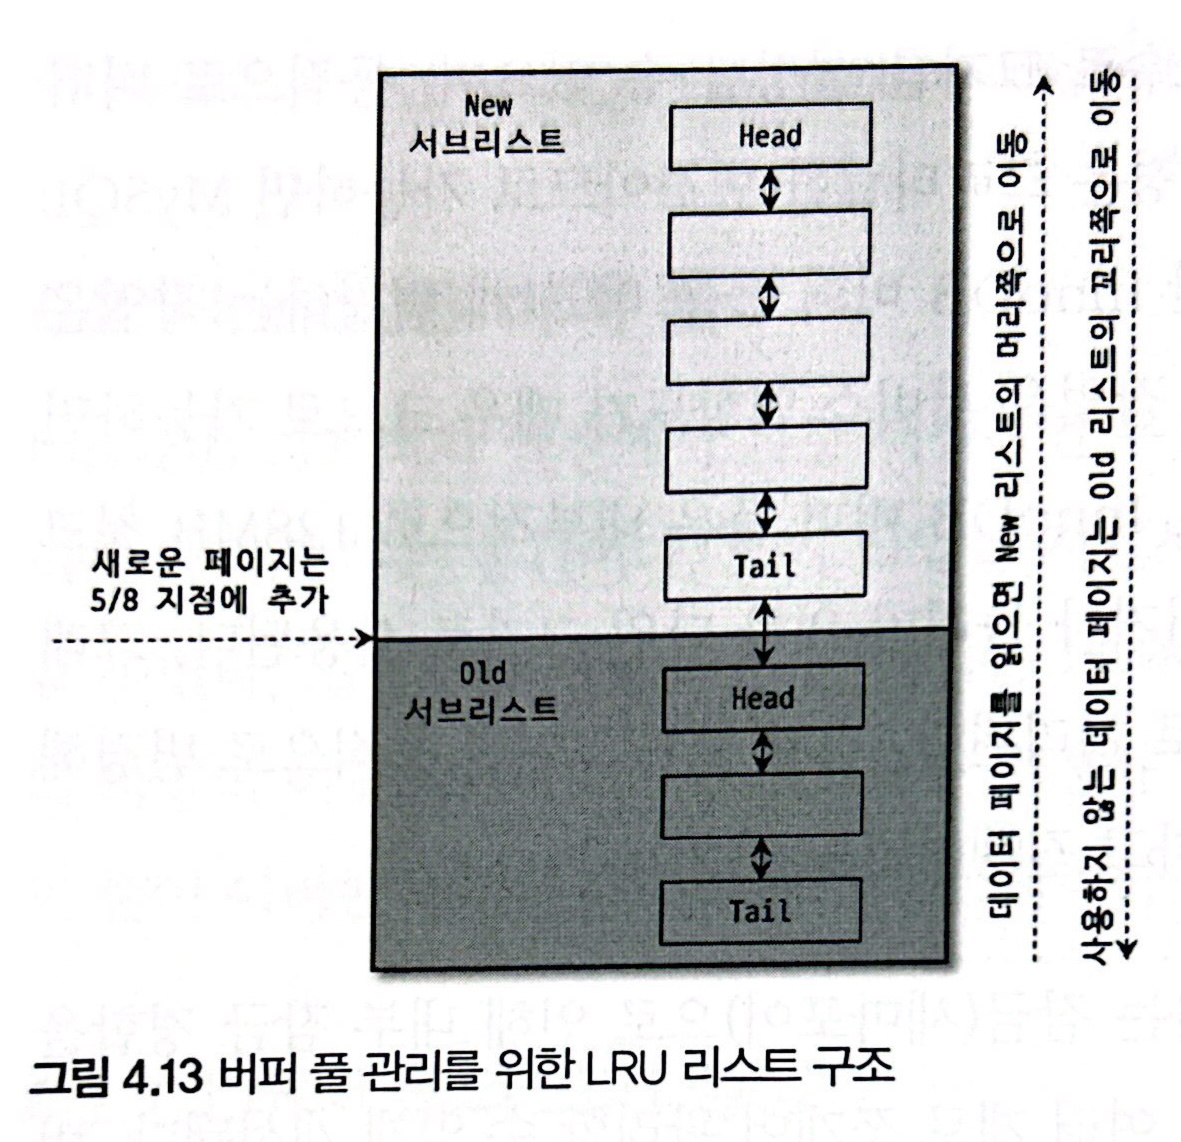 New
서브리스트
Head
Tail
새로운 페이지는
5/8 지점에 추가
Old
서브리스트
Head
Tail
데이터 페이지를 읽으면 New 리스트의 머리쪽으로 이동
사용하지 않는 데이터 페이지는 Old 리스트의 꼬리쪽으로 이동
그림 4.13 버퍼 풀 관리를 위한 LRU 리스트 구조